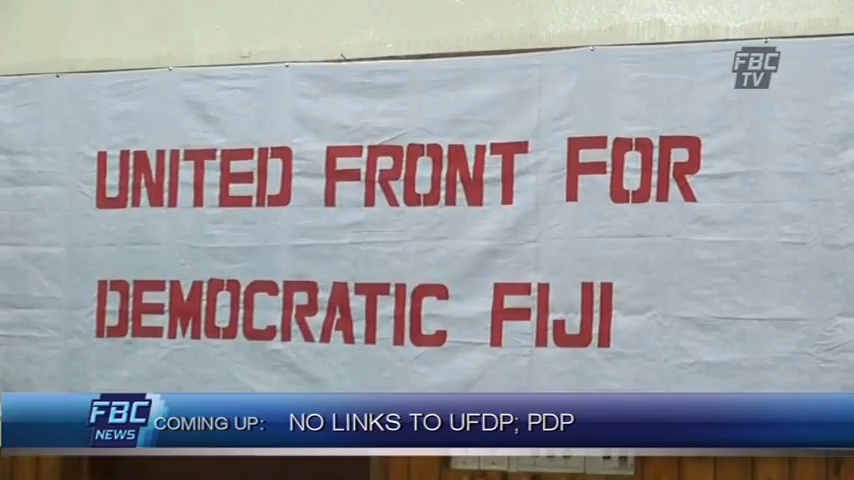 FBC
TV
UNITED FRONT FOR
DEMOCRATIC FIJI
FBC
NEWS
COMING UP: NO LINKS TO UFDP; PDP